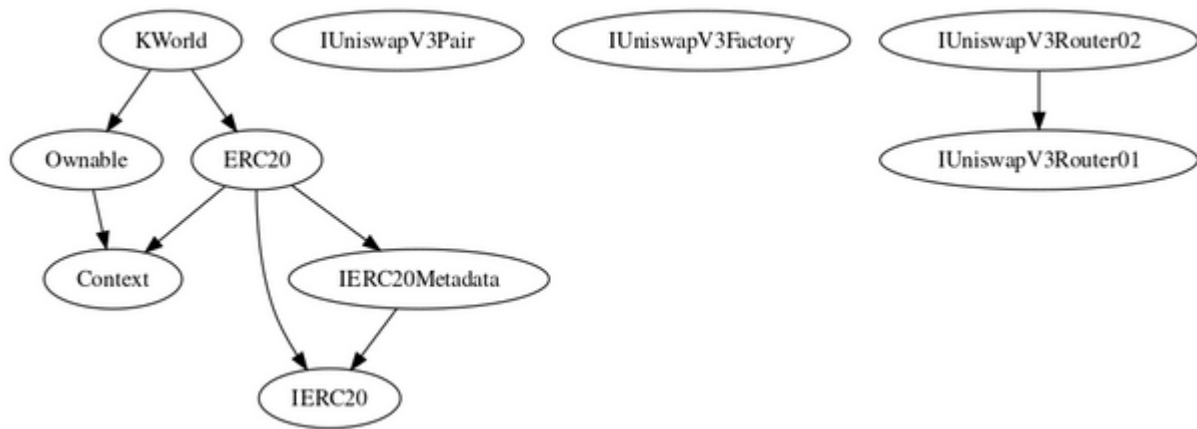 KWorld
IUniswapV3Pair
IUniswapV3Factory
IUniswapV3Router02
Ownable
ERC20
IUniswapV3Router01
Context
IERC20Metadata
IERC20